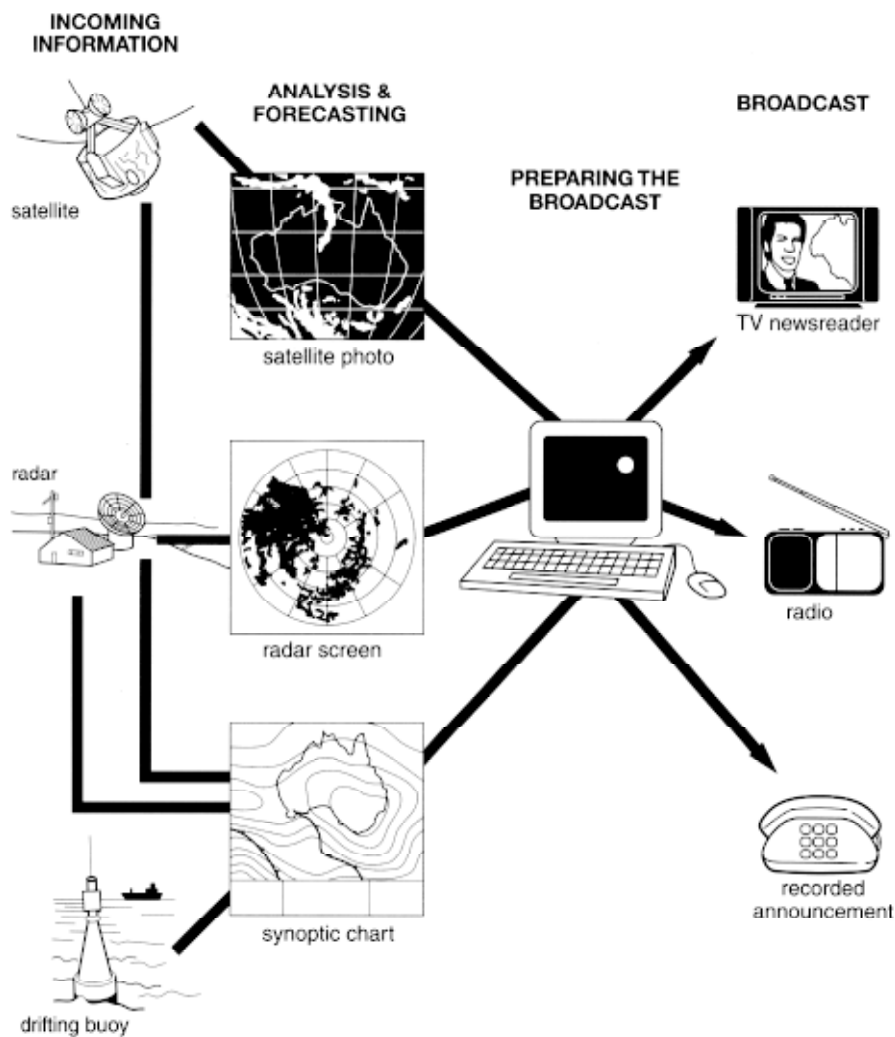 INCOMING
INFORMATION
ANALYSIS &
FORECASTING
PREPARING THE
BROADCAST
BROADCAST
satellite
satellite photo
TV newsreader
radar
radar screen
radio
synoptic chart
recorded
announcement
drifting buoy